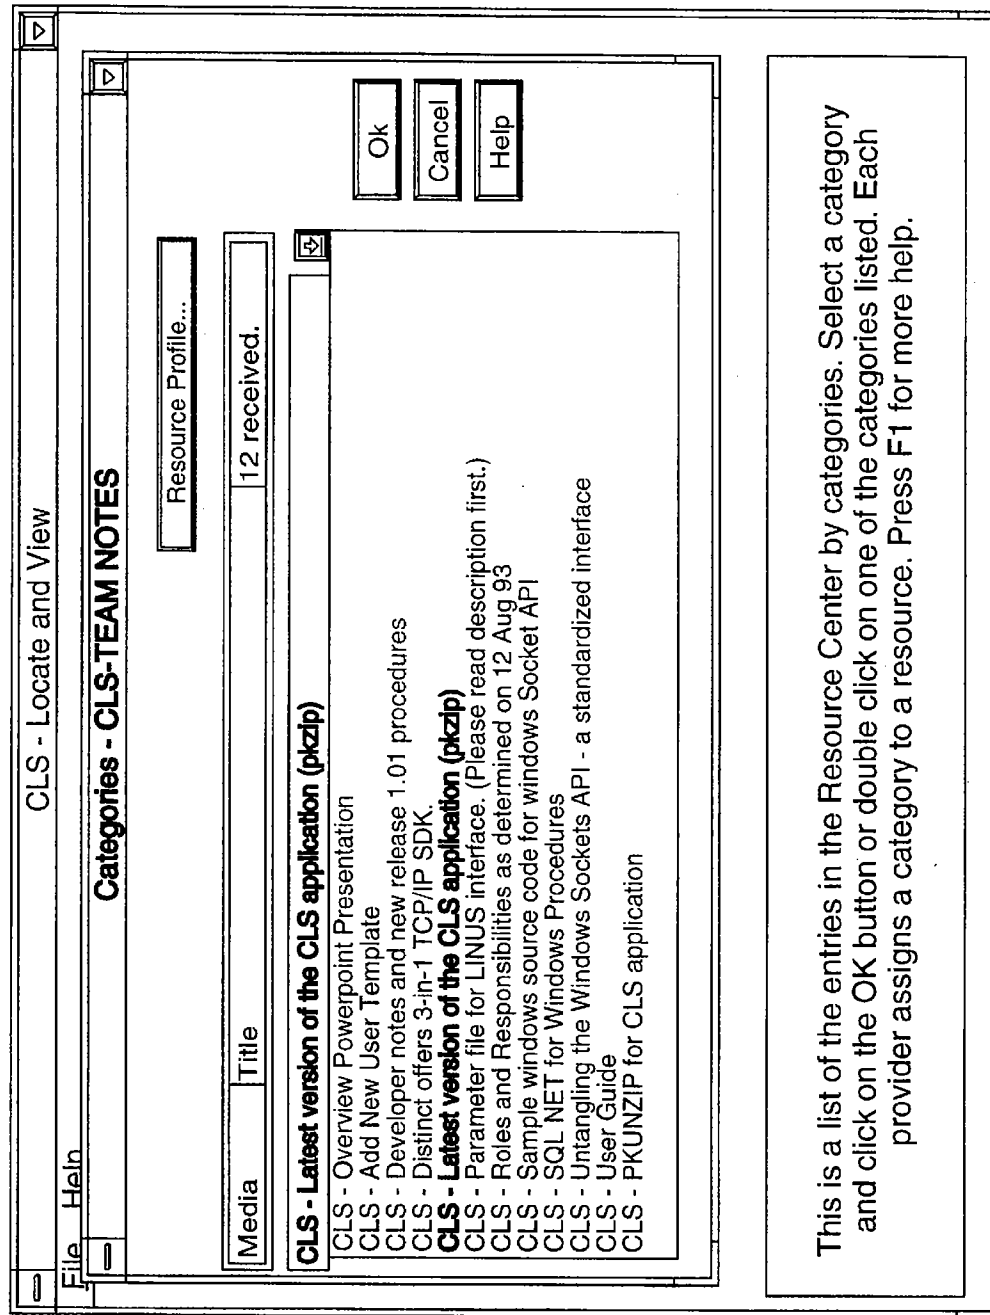 CLS - Locate and View
File Help
Categories - CLS-TEAM NOTES
Resource Profile...
Media Title 12 received.
CLS - Latest version of the CLS application (pkzip)
CLS - Overview Powerpoint Presentation
CLS - Add New User Template
CLS - Developer notes and new release 1.01 procedures
CLS - Distinct offers 3-in-1 TCP/IP SDK.
CLS - Latest version of the CLS application (pkzip)
CLS - Parameter file for LINUS interface. (Please read description first.)
CLS - Roles and Responsibilities as determined on 12 Aug 93
CLS - Sample windows source code for windows Socket API
CLS - SQL NET for Windows Procedures
CLS - Untangling the Windows Sockets API - a standardized interface
CLS - User Guide
CLS - PKUNZIP for CLS application
Ok
Cancel
Help
This is a list of the entries in the Resource Center by categories. Select a category
and click on the OK button or double click on one of the categories listed. Each
provider assigns a category to a resource. Press F1 for more help.